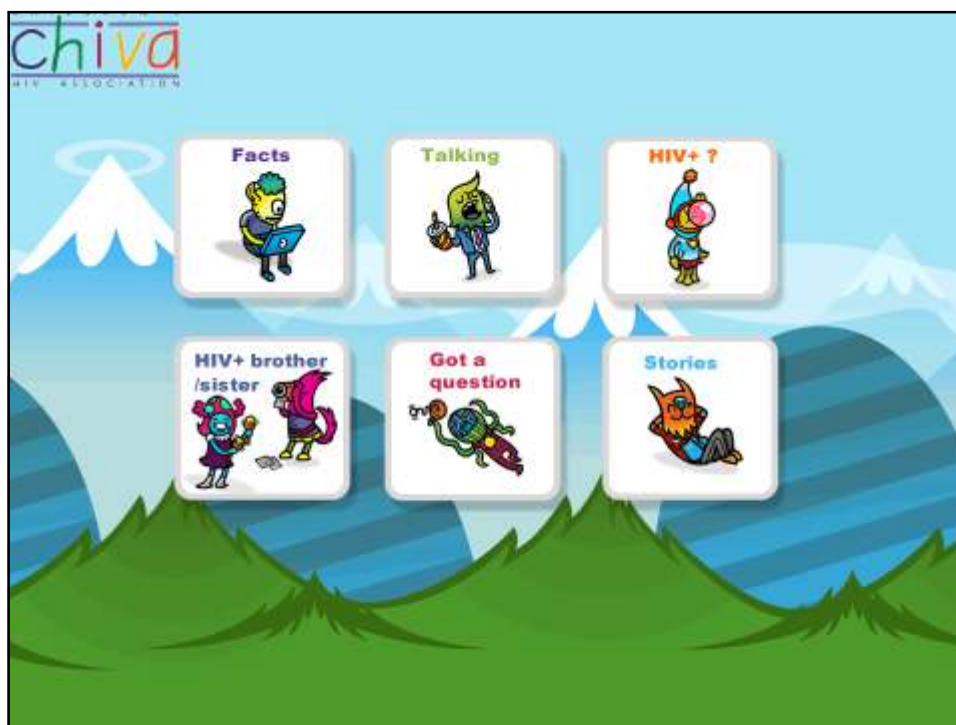 chiva
HIV ASSOCIATION
Facts
Talking
HIV+ ?
HIV+ brother
/sister
Got a
question
Stories